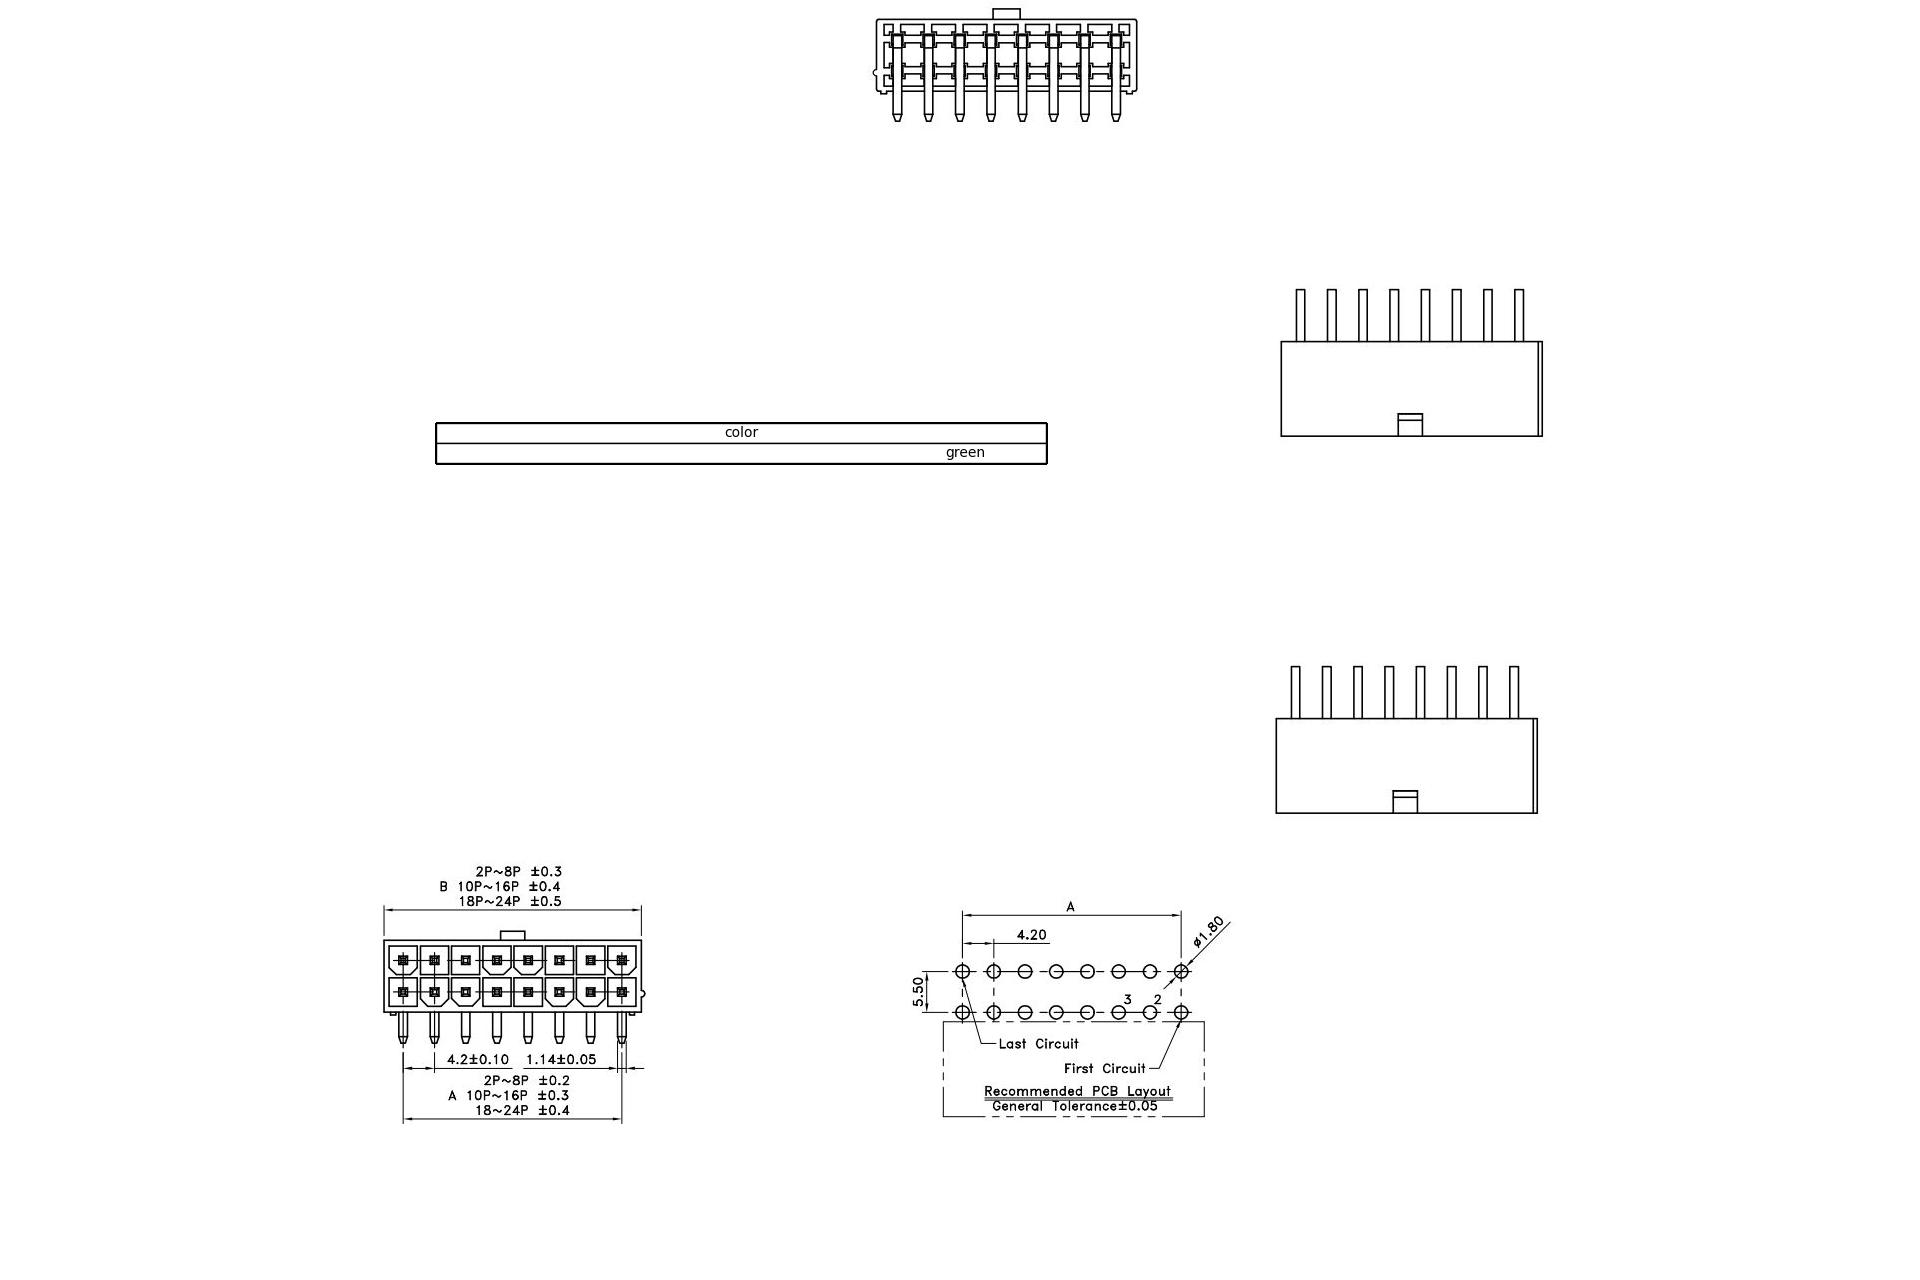 color
green
2P~8P ±0.3
B 10P~16P ±0.4
18P~24P ±0.5
4.2±0.10
1.14±0.05
2P~8P ±0.2
A 10P~16P ±0.3
18~24P ±0.4
A
4.20
ø1.80
5.50
3
2
Last Circuit
First Circuit
Recommended PCB Layout
General Tolerance±0.05